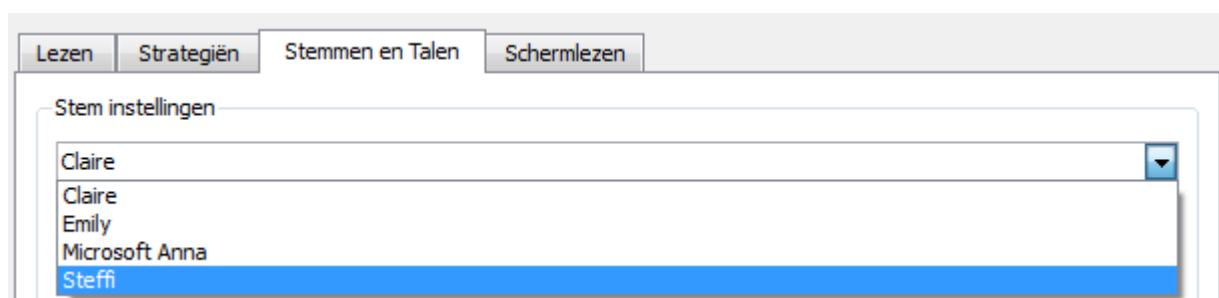 Lezen Strategiën Stemmen en Talen Schermlezen
Stem instellingen
Claire
Claire
Emily
Microsoft Anna
Steffi